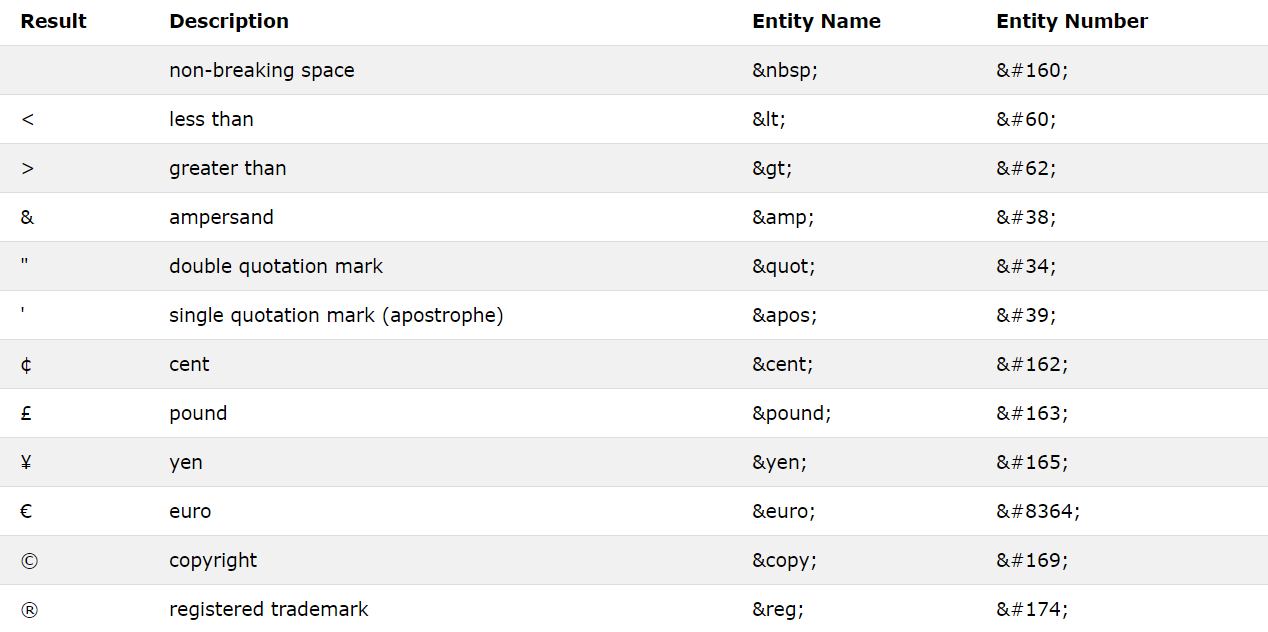 Result Description Entity Name Entity Number
non-breaking space &nbsp; &#160;
< less than &lt; &#60;
> greater than &gt; &#62;
& ampersand &amp; &#38;
" double quotation mark &quot; &#34;
' single quotation mark (apostrophe) &apos; &#39;
¢ cent &cent; &#162;
£ pound &pound; &#163;
¥ yen &yen; &#165;
€ euro &euro; &#8364;
© copyright &copy; &#169;
® registered trademark &reg; &#174;